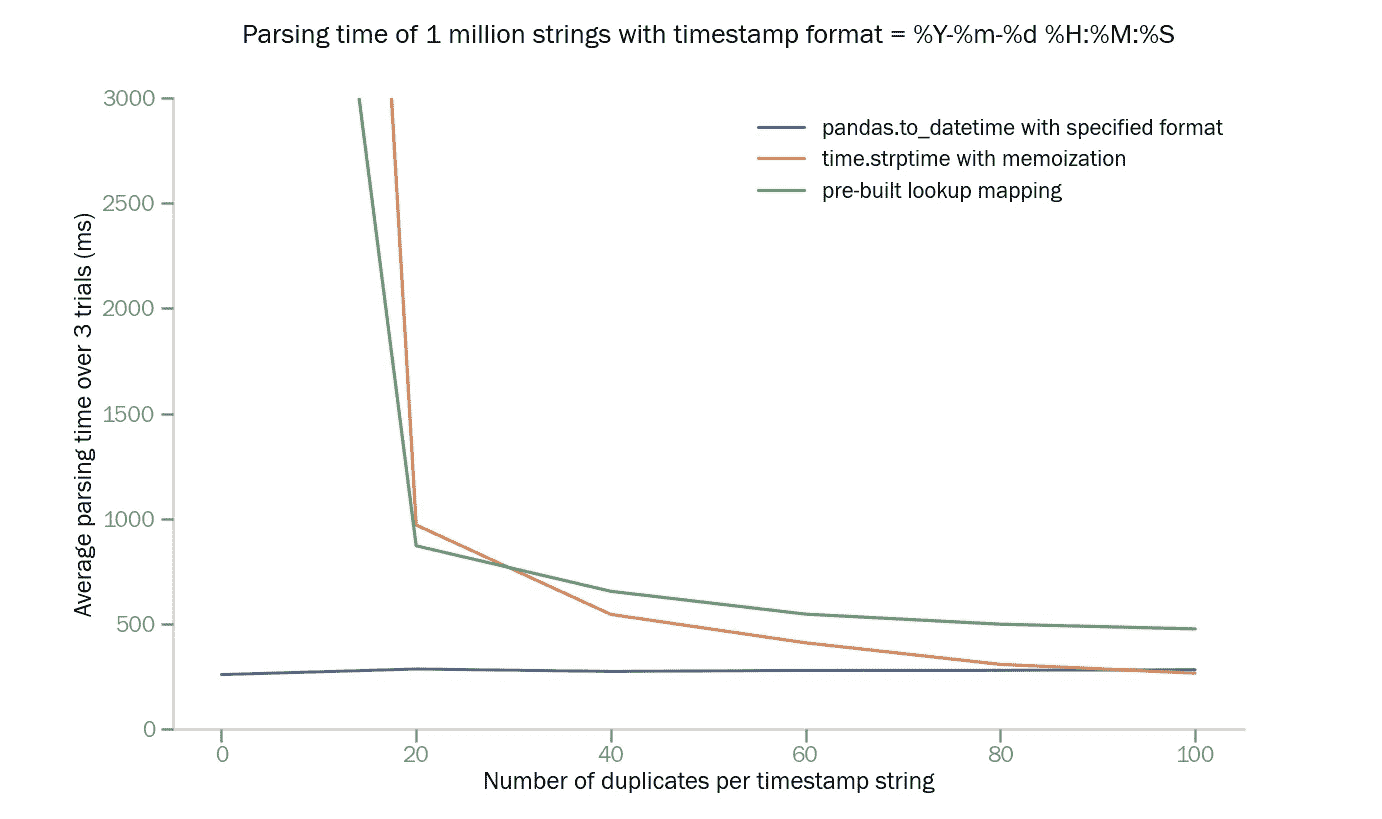 Parsing time of 1 million strings with timestamp format = %Y-%m-%d %H:%M:%S
pandas.to_datetime with specified format
time.strptime with memoization
pre-built lookup mapping
Average parsing time over 3 trials (ms)
3000
2500
2000
1500
1000
500
0
0 20 40 60 80 100
Number of duplicates per timestamp string